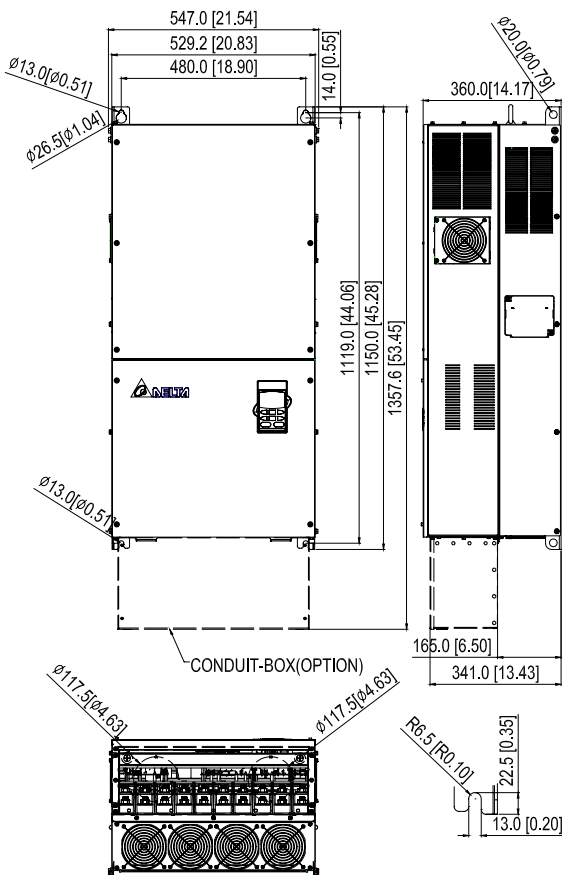 547.0 [21.54]
529.2 [20.83]
480.0 [18.90]
14.0 [0.55]
Ø13.0[Ø0.51]
Ø26.5[Ø1.04]
Ø20.0[Ø0.79]
360.0[14.17]
1119.0 [44.06]
1150.0 [45.28]
1357.6 [53.45]
DELTA
Ø13.0[Ø0.51]
CONDUIT-BOX(OPTION)
165.0 [6.50]
341.0 [13.43]
Ø117.5[Ø4.63]
Ø117.5[Ø4.63]
R6.5 [R0.10]
22.5 [0.35]
13.0 [0.20]